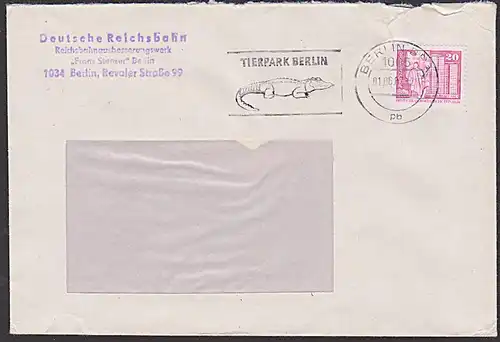 Deutsche Reichsbahn
Reichsbahnausbesserungswerk
„Franz Stenzer“ Berlin
1034 Berlin, Revaler Straße 99
TIERPARK BERLIN
BERLIN
pb
20